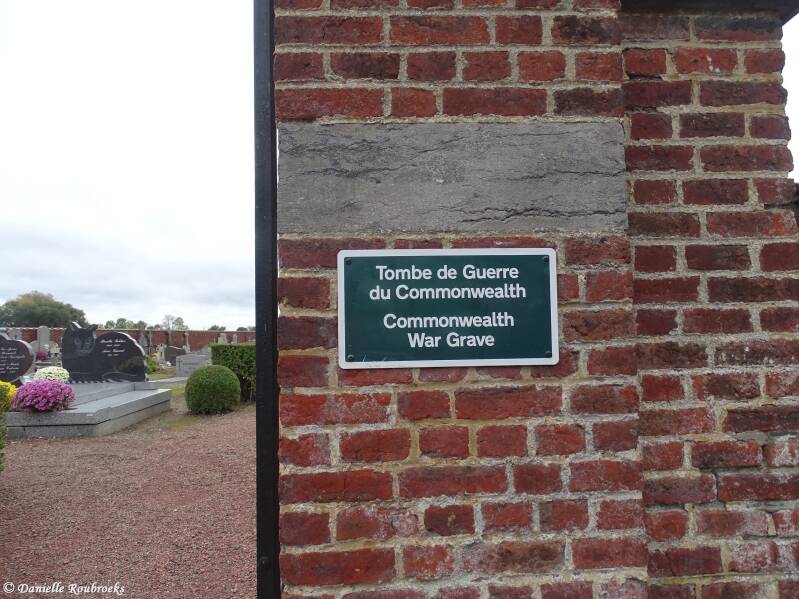 Tombe de Guerre
du Commonwealth
Commonwealth
War Grave
© Danielle Roubroeks